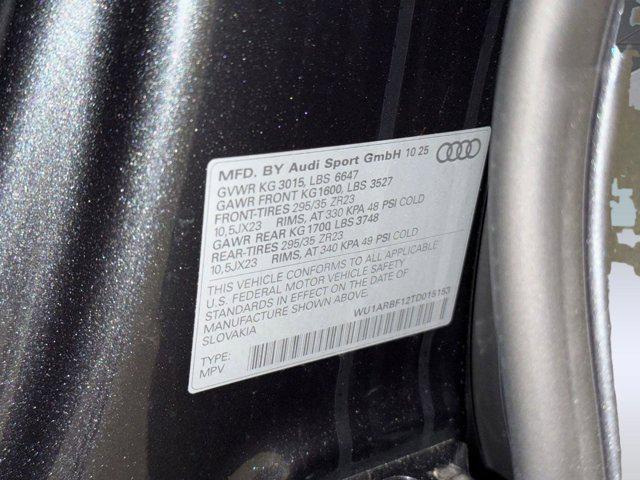 MFD. BY Audi Sport GmbH 10 25
GVWR KG 3015, LBS 6647
GAWR FRONT KG1600, LBS 3527
FRONT-TIRES 295/35 ZR23
10,5JX23 RIMS, AT 330 KPA 48 PSI COLD
GAWR REAR KG 1700, LBS 3748
REAR-TIRES 295/35 ZR23
10,5JX23 RIMS, AT 340 KPA 49 PSI COLD
THIS VEHICLE CONFORMS TO ALL APPLICABLE
U.S. FEDERAL MOTOR VEHICLE SAFETY
STANDARDS IN EFFECT ON THE DATE OF
MANUFACTURE SHOWN ABOVE.
SLOVAKIA
WU1ARBF12TD015153
TYPE:
MPV